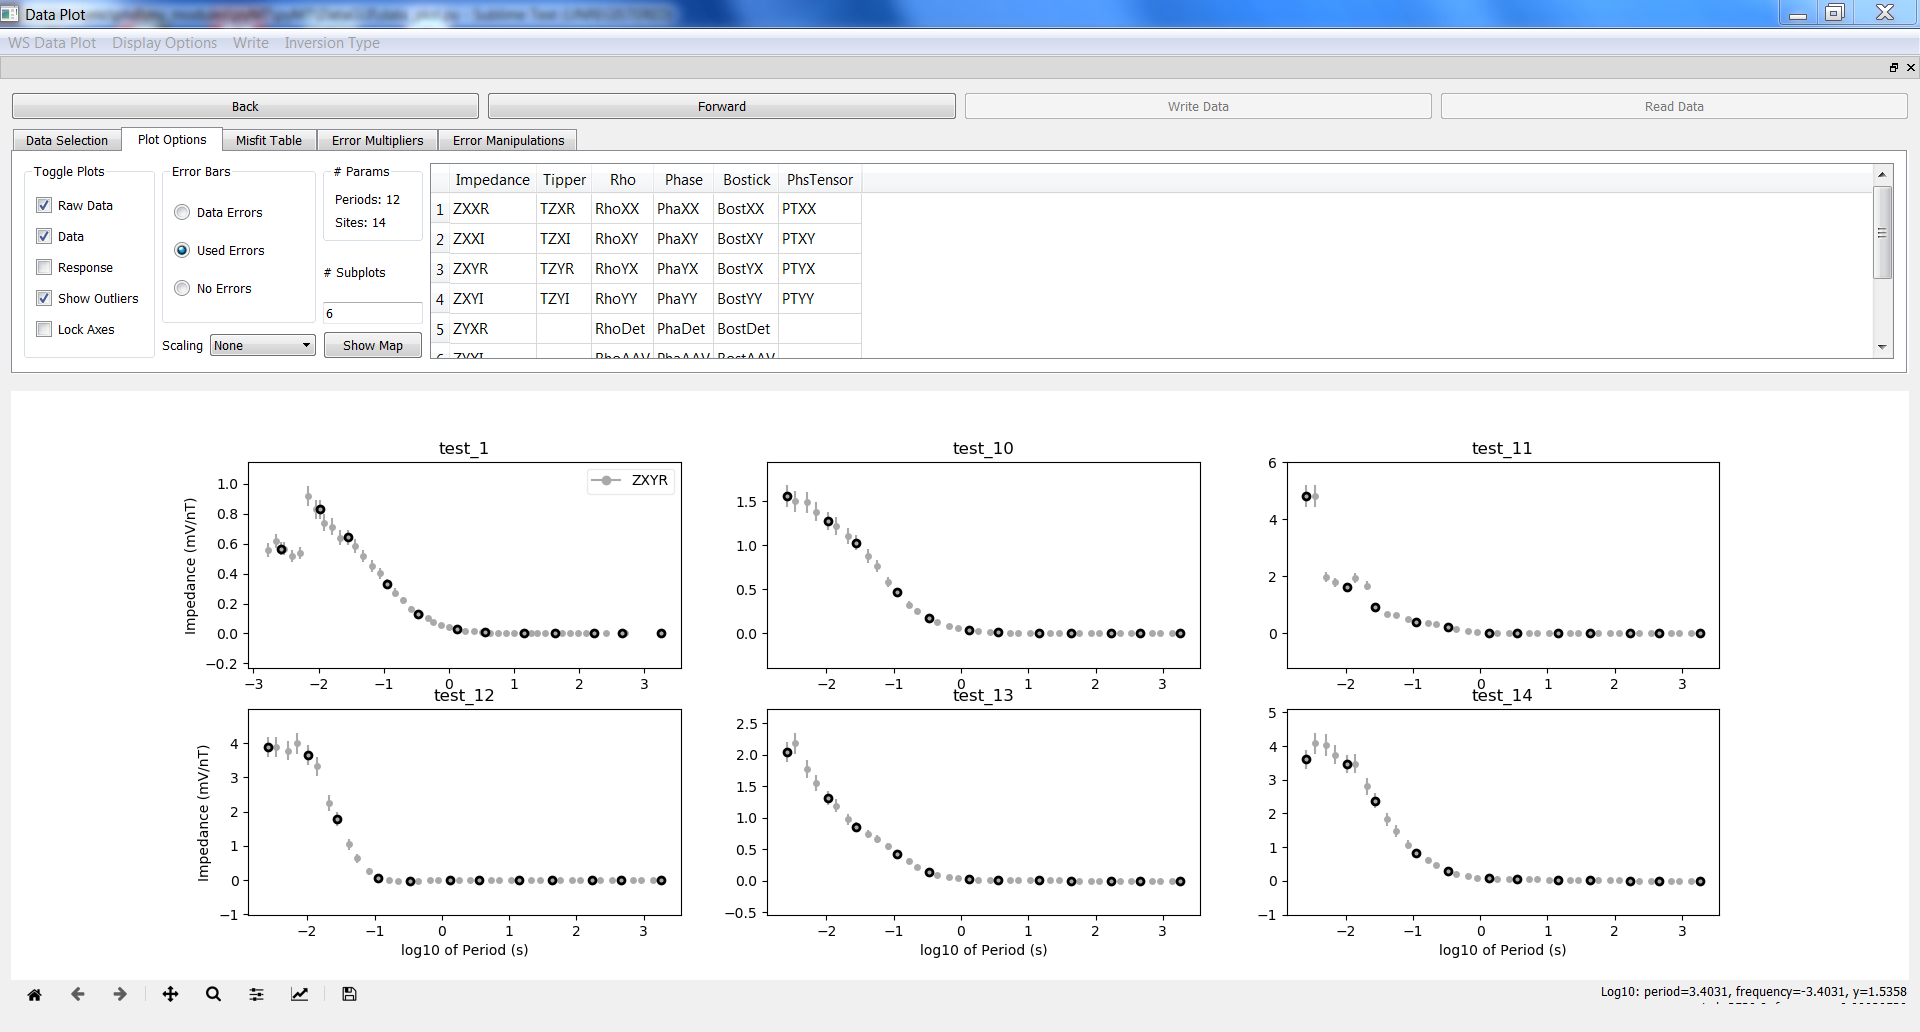 Data Plot
WS Data Plot Display Options Write Inversion Type
Back Forward Write Data Read Data
Data Selection Plot Options Misfit Table Error Multipliers Error Manipulations
Toggle Plots
Raw Data
Data
Response
Show Outliers
Lock Axes
Error Bars
Data Errors
Used Errors
No Errors
Scaling None
# Params
Periods: 12
Sites: 14
# Subplots
6
Show Map
Impedance Tipper Rho Phase Bostick PhsTensor
1 ZXXR TZXR RhoXX PhaXX BostXX PTXX
2 ZXXI TZXI RhoXY PhaXY BostXY PTXY
3 ZXYR TZYR RhoYX PhaYX BostYX PTYX
4 ZXYI TZYI RhoYY PhaYY BostYY PTYY
5 ZYXR RhoDet PhaDet BostDet
6 ZYXI RhoAAV PhaAAV BostAAV
test_1
ZXYR
Impedance (mV/nT)
1.0
0.8
0.6
0.4
0.2
0.0
−0.2
−3 −2 −1 0 1 2 3
test_10
1.5
1.0
0.5
0.0
−2 −1 0 1 2 3
test_11
6
4
2
0
−2 −1 0 1 2 3
test_12
Impedance (mV/nT)
4
3
2
1
0
−1
−2 −1 0 1 2 3
log10 of Period (s)
test_13
2.5
2.0
1.5
1.0
0.5
0.0
−0.5
−2 −1 0 1 2 3
log10 of Period (s)
test_14
5
4
3
2
1
0
−1
−2 −1 0 1 2 3
log10 of Period (s)
Log10: period=3.4031, frequency=-3.4031, y=1.5358